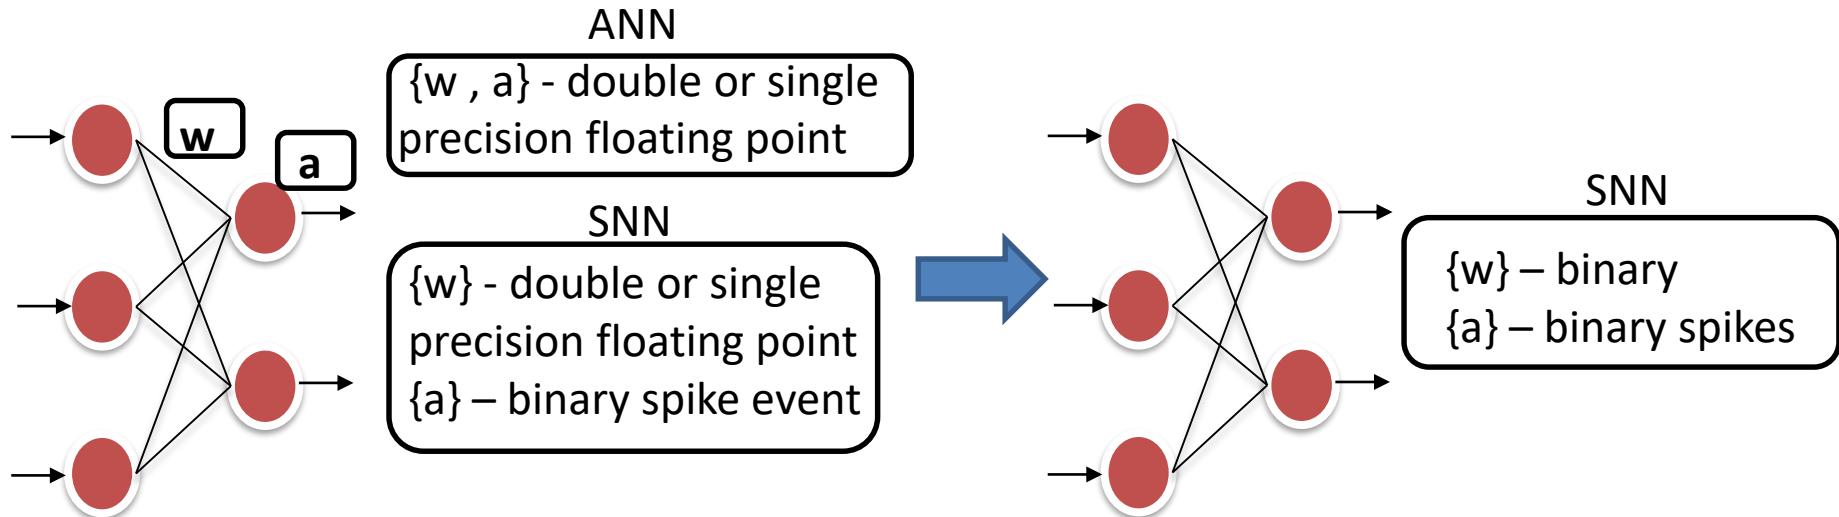 w
a
ANN
{w , a} - double or single
precision floating point
SNN
{w} - double or single
precision floating point
{a} – binary spike event
SNN
{w} – binary
{a} – binary spikes